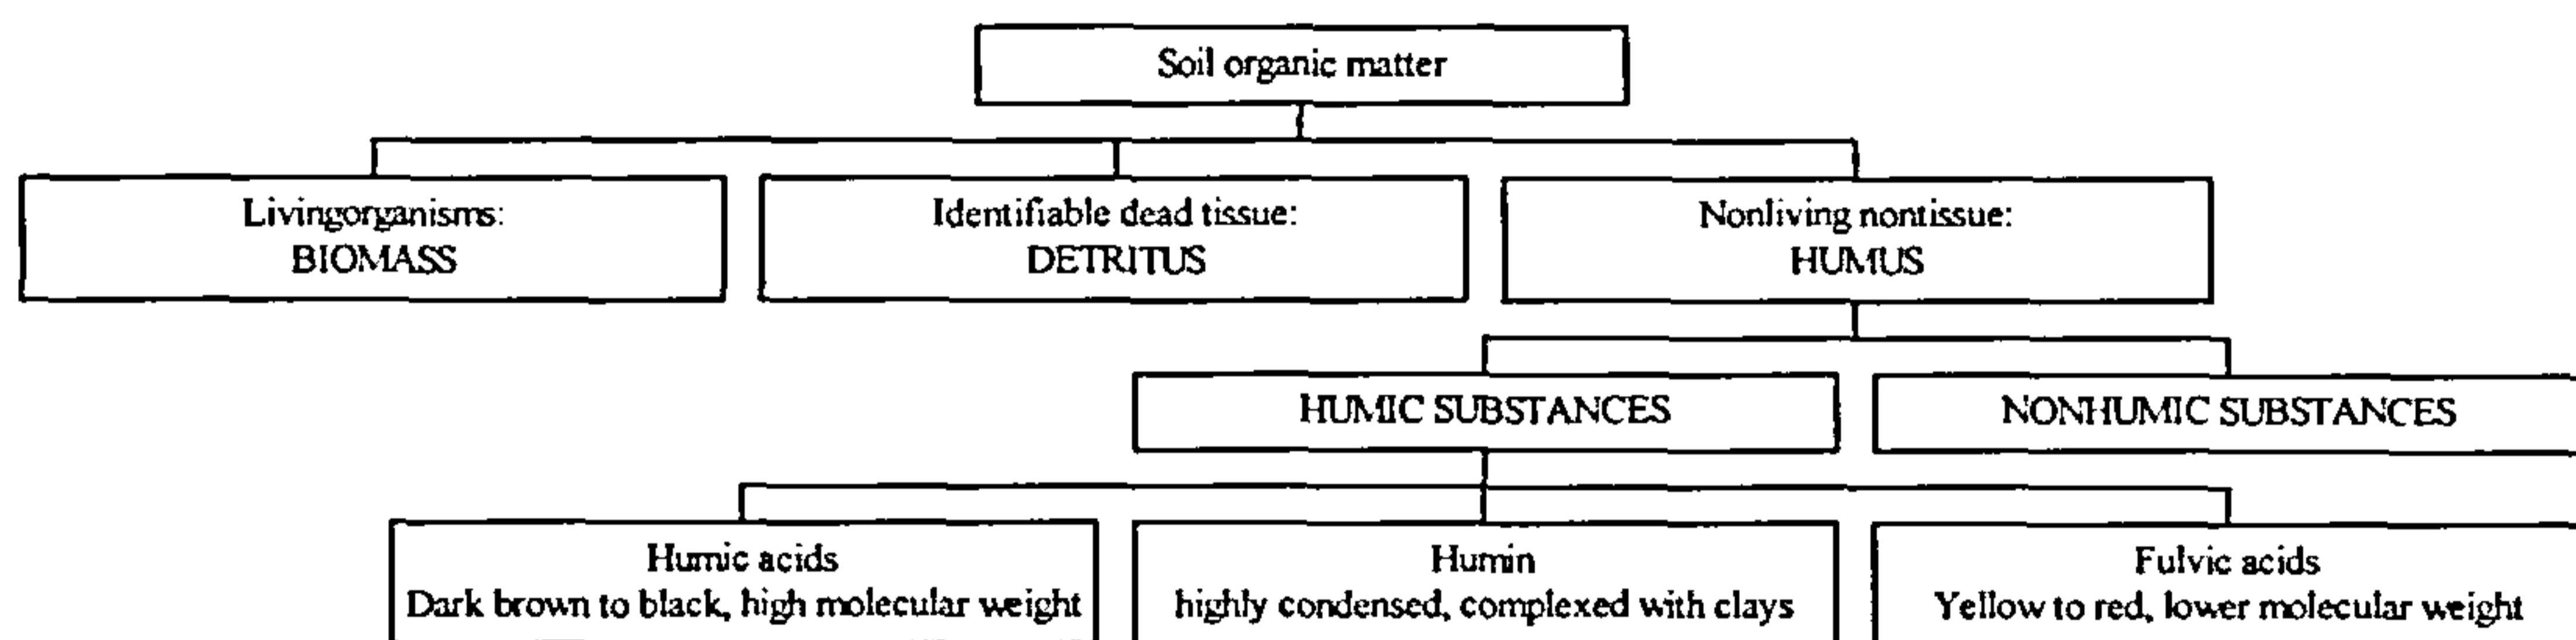 Soil organic matter
Livingorganisms:
BIOMASS
Identifiable dead tissue:
DETRITUS
Nonliving nontissue:
HUMUS
HUMIC SUBSTANCES
NONHUMIC SUBSTANCES
Humic acids
Dark brown to black, high molecular weight
Humin
highly condensed, complexed with clays
Fulvic acids
Yellow to red, lower molecular weight